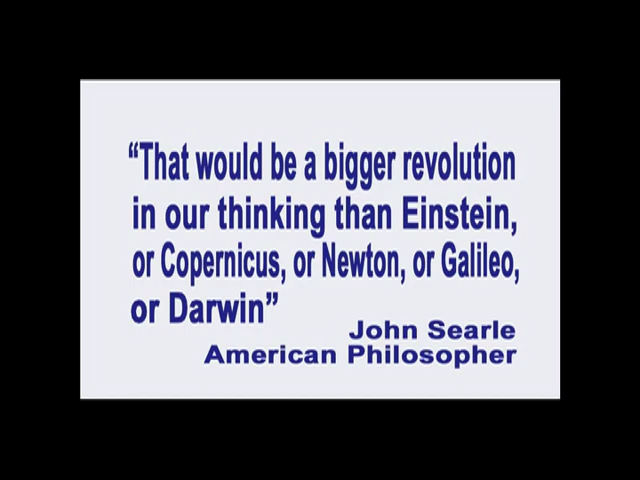 “That would be a bigger revolution
in our thinking than Einstein,
or Copernicus, or Newton, or Galileo,
or Darwin”
John Searle
American Philosopher